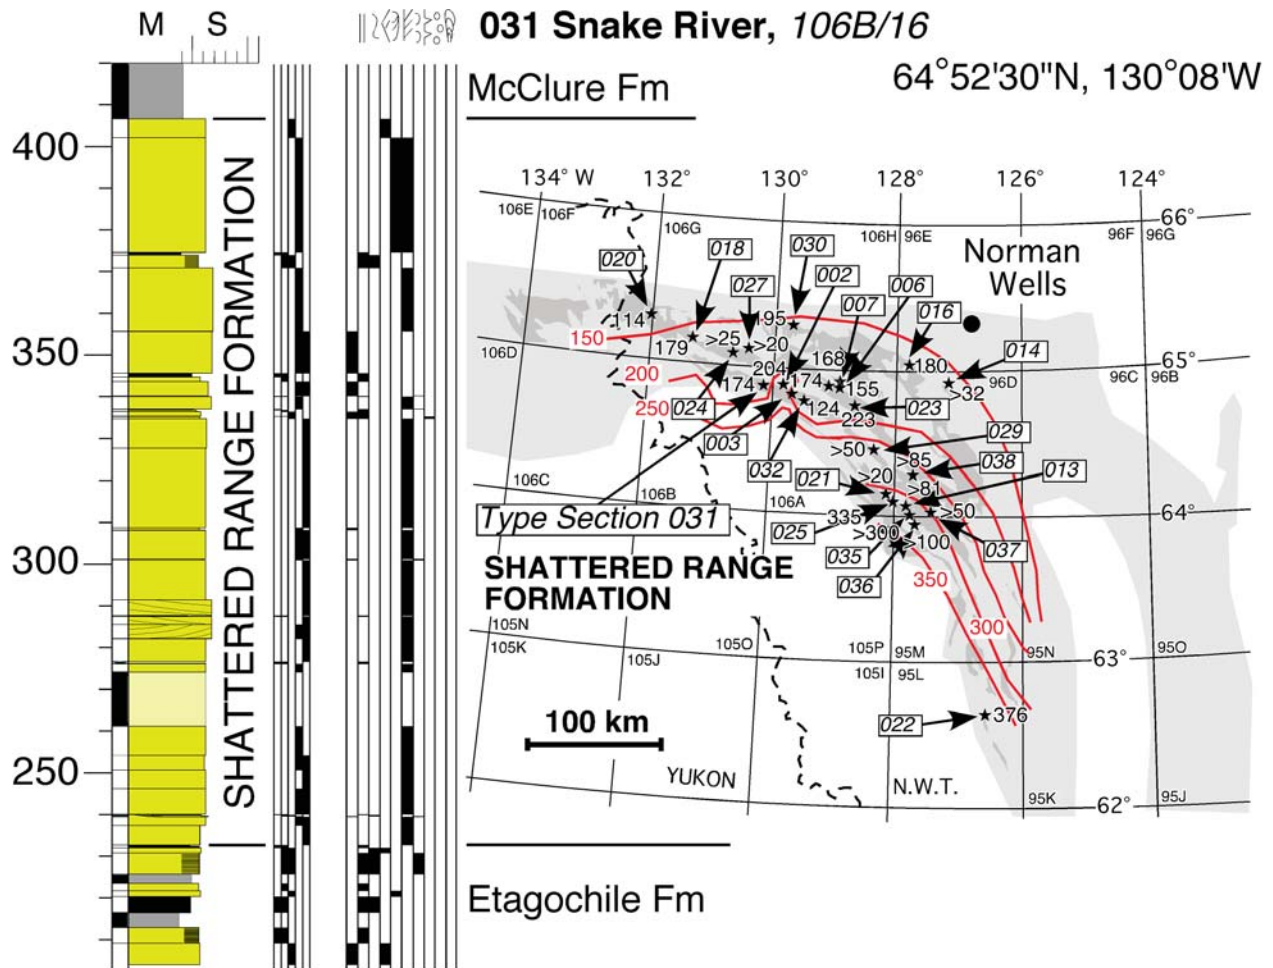 M S
031 Snake River, 106B/16
64°52'30"N, 130°08'W
McClure Fm
400
350
300
250
SHATTERED RANGE FORMATION
134° W 132° 130° 128° 126° 124°
106E 106F 106G 106H 96E 96F 96G 66°
Norman
Wells
020 018 030 002 027 007 006 016 014
114 179 >25 >20 195 168 180 >32
150
106D 96D 96C 96B 65°
200
204 174 174 155
250
124 223
024 023
003 029
032 >50 >85 038 013
021 >20 >81
106C 106B 106A 64°
Type Section 031
025 335 >50
>300 >100 037
035
036
350
SHATTERED RANGE
FORMATION
300
105N 105O 105P 95M 95N 63° 95O
105K 105J 105I 95L
100 km
022 376
YUKON N.W.T.
95K 62° 95J
Etagochile Fm